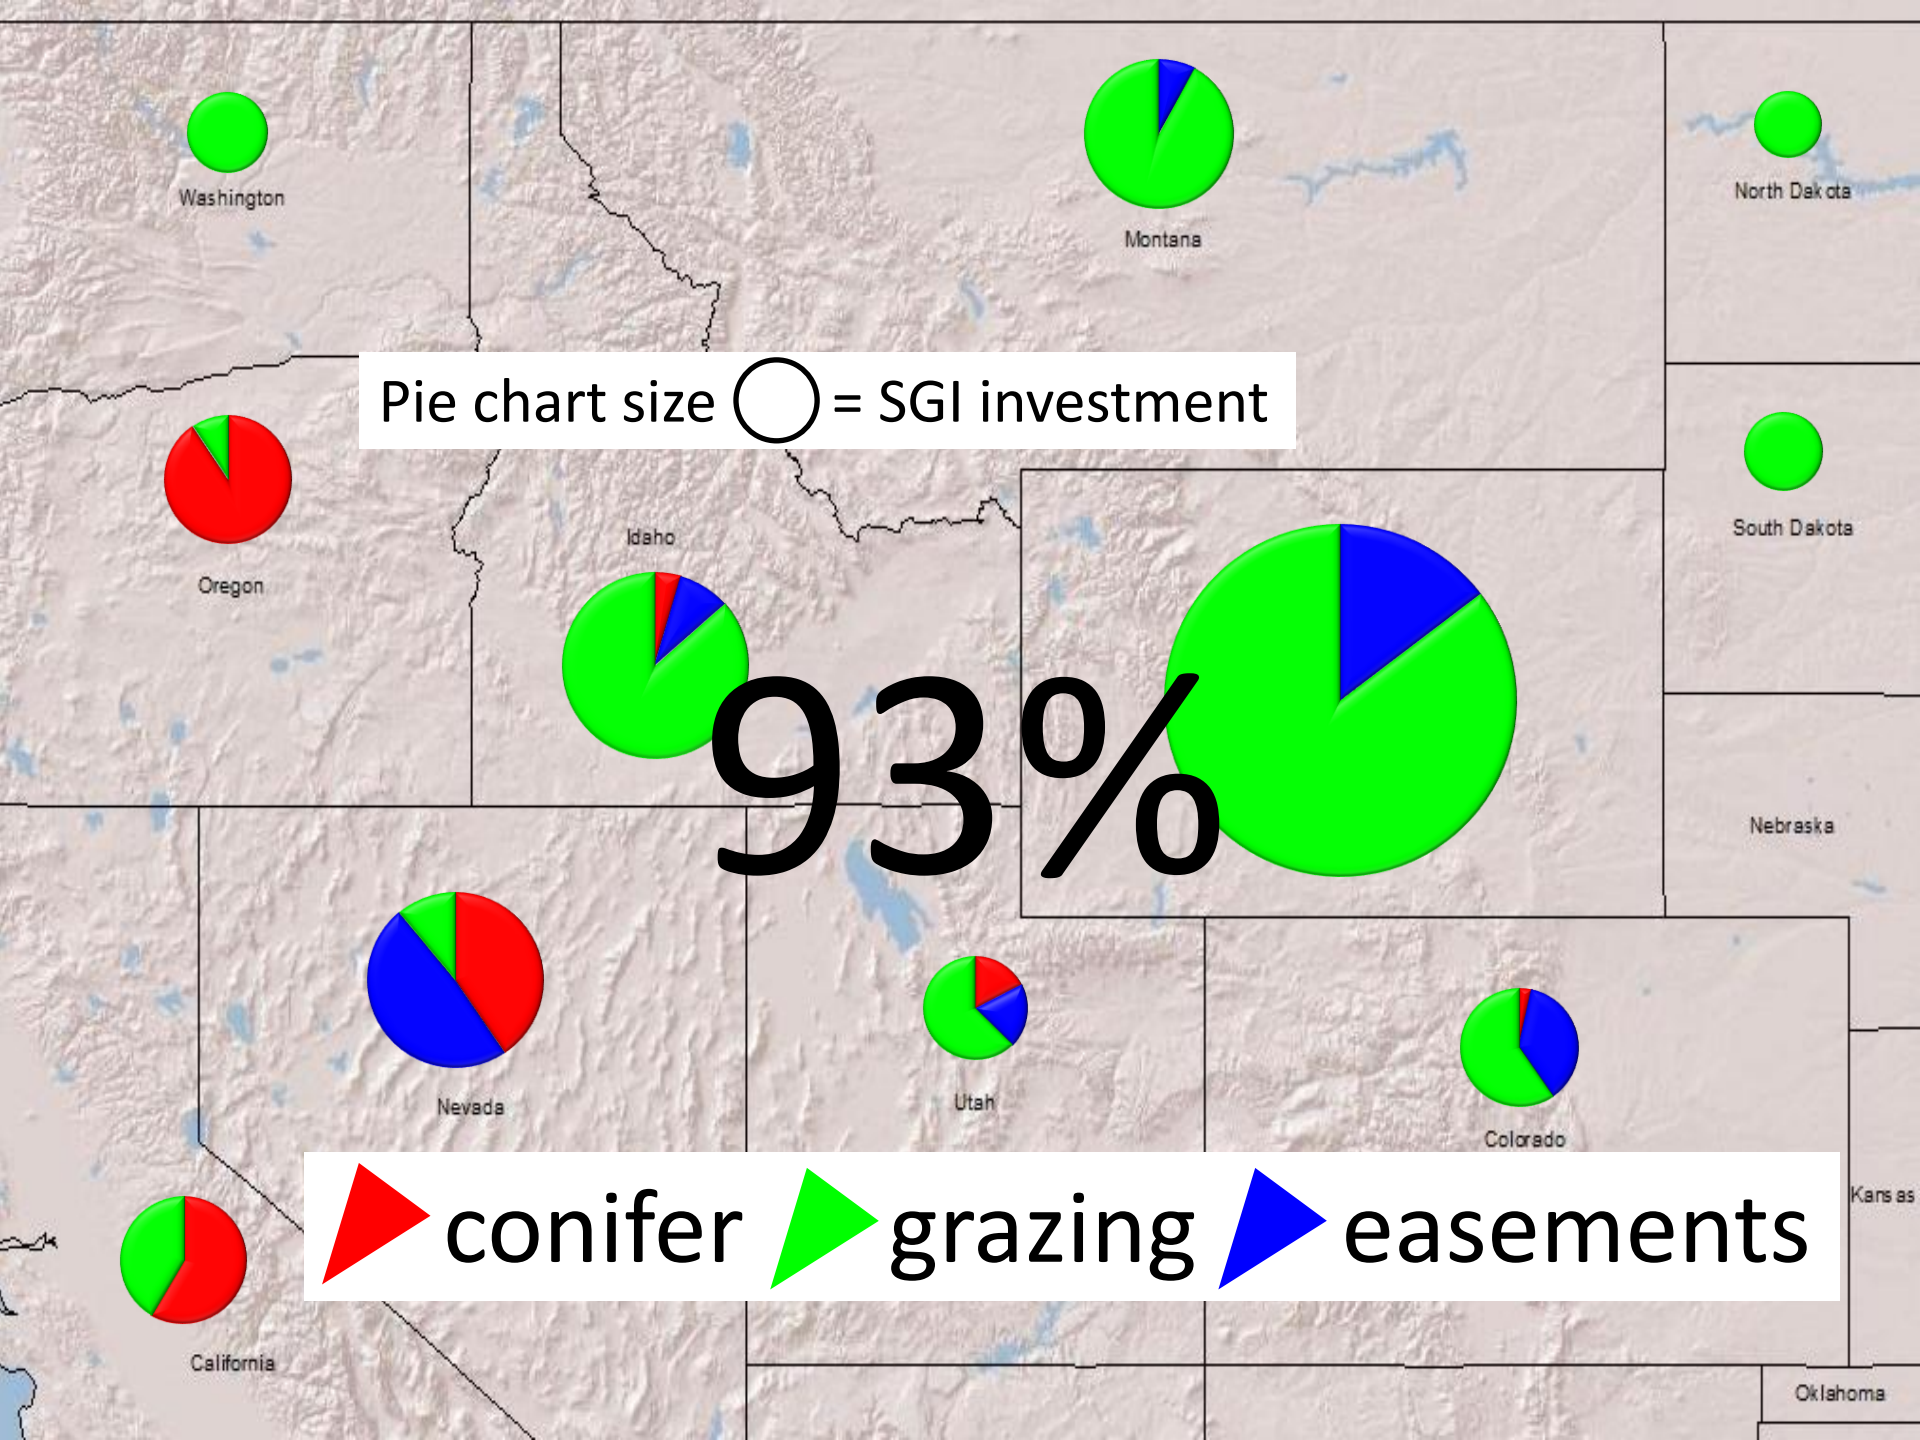 Washington
Montana
North Dakota
Pie chart size = SGI investment
Oregon
Idaho
South Dakota
93%
Nebraska
Nevada
Utah
Colorado
conifer grazing easements
Kansas
California
Oklahoma